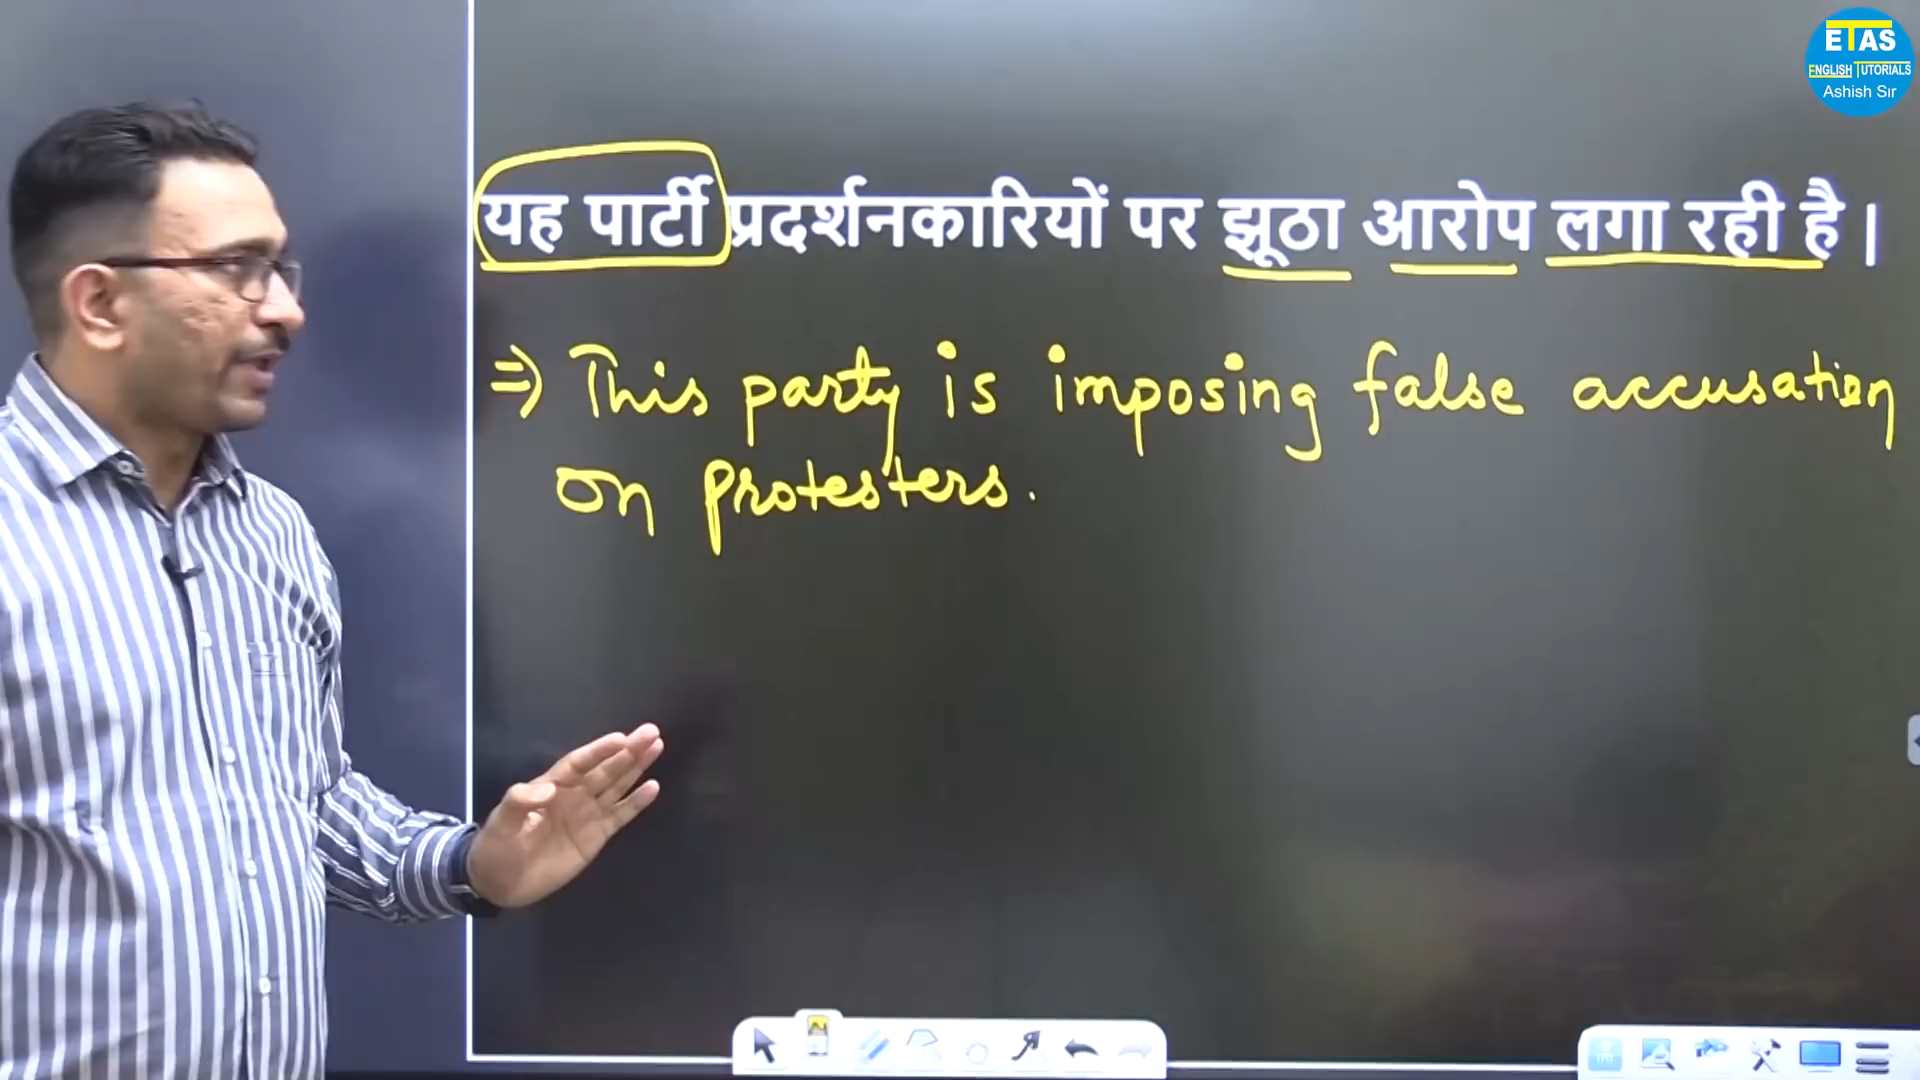 ETAS
ENGLISH TUTORIALS
Ashish Sir
यह पार्टी प्रदर्शनकारियों पर झूठा आरोप लगा रही है |
⇒ This party is imposing false accusation
on protesters.